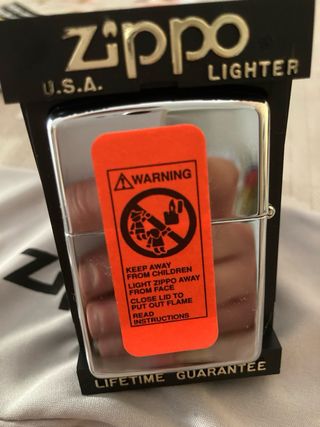 zippo
U.S.A. LIGHTER
WARNING
KEEP AWAY
FROM CHILDREN
LIGHT ZIPPO AWAY
FROM FACE
CLOSE LID TO
PUT OUT FLAME
READ
INSTRUCTIONS
LIFETIME GUARANTEE